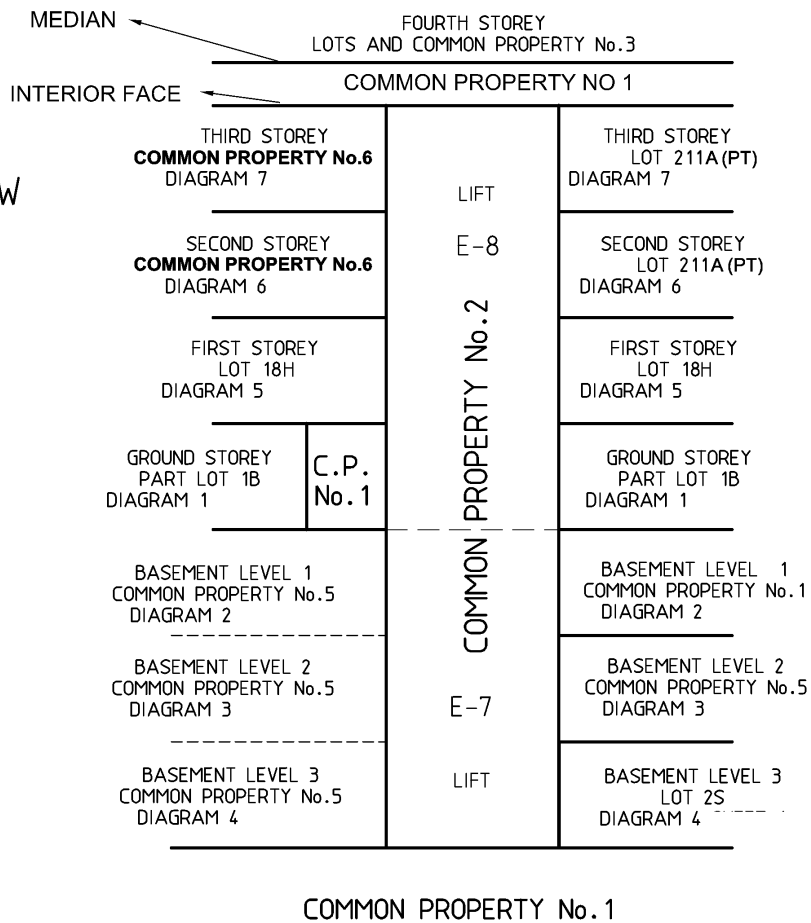 MEDIAN
FOURTH STOREY
LOTS AND COMMON PROPERTY No.3
COMMON PROPERTY NO 1
INTERIOR FACE
THIRD STOREY
COMMON PROPERTY No.6
DIAGRAM 7
THIRD STOREY
LOT 211A (PT)
DIAGRAM 7
W
LIFT
SECOND STOREY
COMMON PROPERTY No.6
DIAGRAM 6
E-8
SECOND STOREY
LOT 211A (PT)
DIAGRAM 6
FIRST STOREY
LOT 18H
DIAGRAM 5
COMMON PROPERTY No.2
FIRST STOREY
LOT 18H
DIAGRAM 5
GROUND STOREY
PART LOT 1B
DIAGRAM 1
C.P.
No.1
GROUND STOREY
PART LOT 1B
DIAGRAM 1
BASEMENT LEVEL 1
COMMON PROPERTY No.5
DIAGRAM 2
BASEMENT LEVEL 1
COMMON PROPERTY No.1
DIAGRAM 2
BASEMENT LEVEL 2
COMMON PROPERTY No.5
DIAGRAM 3
E-7
BASEMENT LEVEL 2
COMMON PROPERTY No.5
DIAGRAM 3
BASEMENT LEVEL 3
COMMON PROPERTY No.5
DIAGRAM 4
LIFT
BASEMENT LEVEL 3
LOT 2S
DIAGRAM 4
COMMON PROPERTY No.1